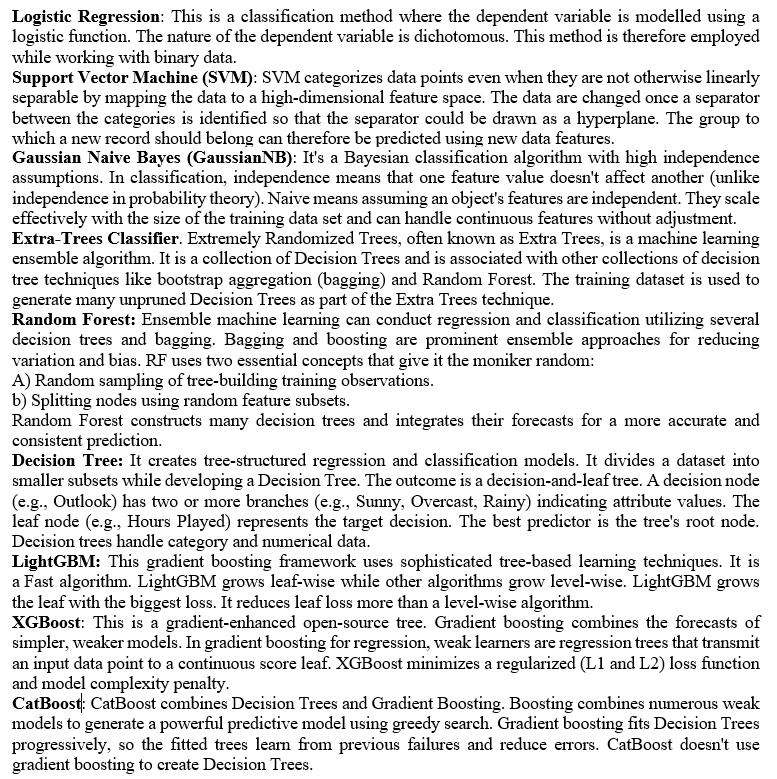 Logistic Regression: This is a classification method where the dependent variable is modelled using a
logistic function. The nature of the dependent variable is dichotomous. This method is therefore employed
while working with binary data.
Support Vector Machine (SVM): SVM categorizes data points even when they are not otherwise linearly
separable by mapping the data to a high-dimensional feature space. The data are changed once a separator
between the categories is identified so that the separator could be drawn as a hyperplane. The group to
which a new record should belong can therefore be predicted using new data features.
Gaussian Naive Bayes (GaussianNB): It's a Bayesian classification algorithm with high independence
assumptions. In classification, independence means that one feature value doesn't affect another (unlike
independence in probability theory). Naive means assuming an object's features are independent. They scale
effectively with the size of the training data set and can handle continuous features without adjustment.
Extra-Trees Classifier. Extremely Randomized Trees, often known as Extra Trees, is a machine learning
ensemble algorithm. It is a collection of Decision Trees and is associated with other collections of decision
tree techniques like bootstrap aggregation (bagging) and Random Forest. The training dataset is used to
generate many unpruned Decision Trees as part of the Extra Trees technique.
Random Forest: Ensemble machine learning can conduct regression and classification utilizing several
decision trees and bagging. Bagging and boosting are prominent ensemble approaches for reducing
variation and bias. RF uses two essential concepts that give it the moniker random:
A) Random sampling of tree-building training observations.
b) Splitting nodes using random feature subsets.
Random Forest constructs many decision trees and integrates their forecasts for a more accurate and
consistent prediction.
Decision Tree: It creates tree-structured regression and classification models. It divides a dataset into
smaller subsets while developing a Decision Tree. The outcome is a decision-and-leaf tree. A decision node
(e.g., Outlook) has two or more branches (e.g., Sunny, Overcast, Rainy) indicating attribute values. The
leaf node (e.g., Hours Played) represents the target decision. The best predictor is the tree's root node.
Decision trees handle category and numerical data.
LightGBM: This gradient boosting framework uses sophisticated tree-based learning techniques. It is
a Fast algorithm. LightGBM grows leaf-wise while other algorithms grow level-wise. LightGBM grows
the leaf with the biggest loss. It reduces leaf loss more than a level-wise algorithm.
XGBoost: This is a gradient-enhanced open-source tree. Gradient boosting combines the forecasts of
simpler, weaker models. In gradient boosting for regression, weak learners are regression trees that transmit
an input data point to a continuous score leaf. XGBoost minimizes a regularized (L1 and L2) loss function
and model complexity penalty.
CatBoost: CatBoost combines Decision Trees and Gradient Boosting. Boosting combines numerous weak
models to generate a powerful predictive model using greedy search. Gradient boosting fits Decision Trees
progressively, so the fitted trees learn from previous failures and reduce errors. CatBoost doesn't use
gradient boosting to create Decision Trees.